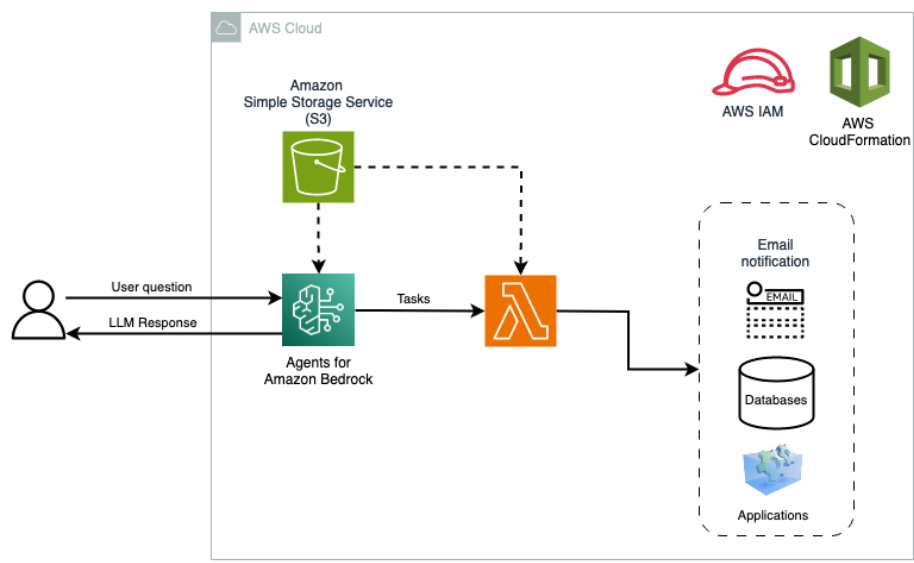 AWS Cloud
Amazon
Simple Storage Service
(S3)
AWS IAM
AWS
CloudFormation
Email
notification
EMAIL
User question
Tasks
LLM Response
Agents for
Amazon Bedrock
Databases
Applications